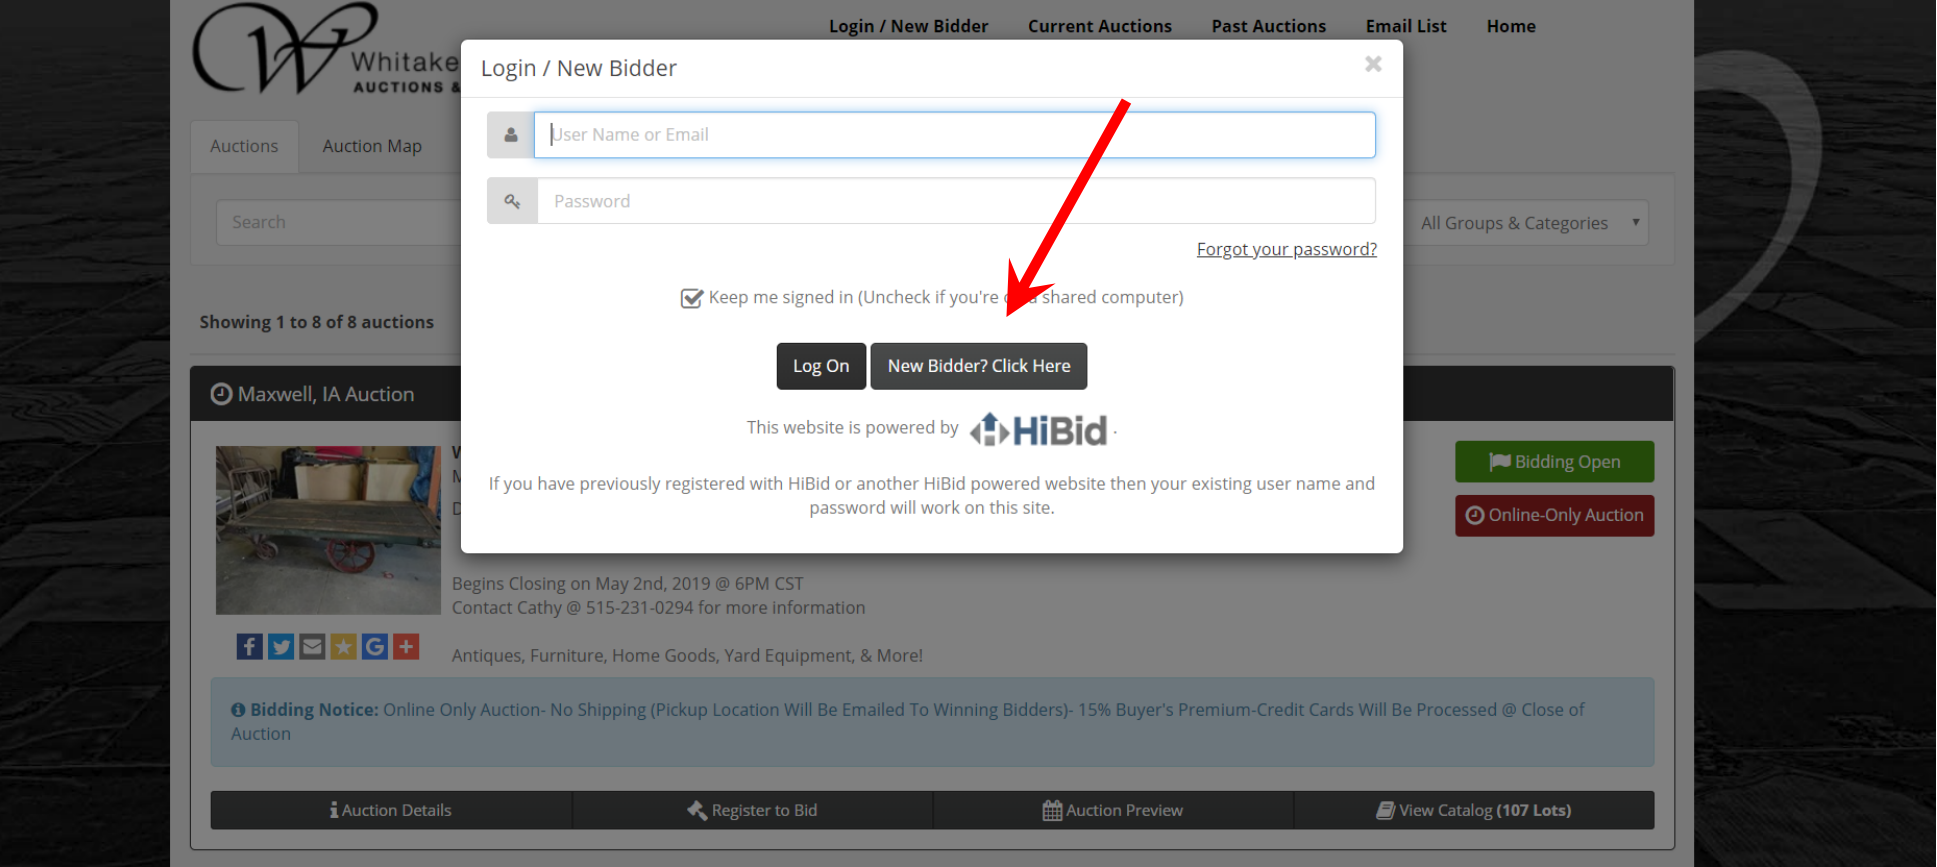 Login / New Bidder
Current Auctions
Past Auctions
Email List
Home
Whitake
AUCTIONS &
Login / New Bidder
×
User Name or Email
Password
Forgot your password?
Keep me signed in (Uncheck if you're shared computer)
Log On
New Bidder? Click Here
This website is powered by HiBid .
If you have previously registered with HiBid or another HiBid powered website then your existing user name and
password will work on this site.
Auctions
Auction Map
Search
All Groups & Categories
Showing 1 to 8 of 8 auctions
Maxwell, IA Auction
W
M
D
Bidding Open
Online-Only Auction
Begins Closing on May 2nd, 2019 @ 6PM CST
Contact Cathy @ 515-231-0294 for more information
Antiques, Furniture, Home Goods, Yard Equipment, & More!
Bidding Notice: Online Only Auction- No Shipping (Pickup Location Will Be Emailed To Winning Bidders)- 15% Buyer's Premium-Credit Cards Will Be Processed @ Close of
Auction
Auction Details
Register to Bid
Auction Preview
View Catalog (107 Lots)